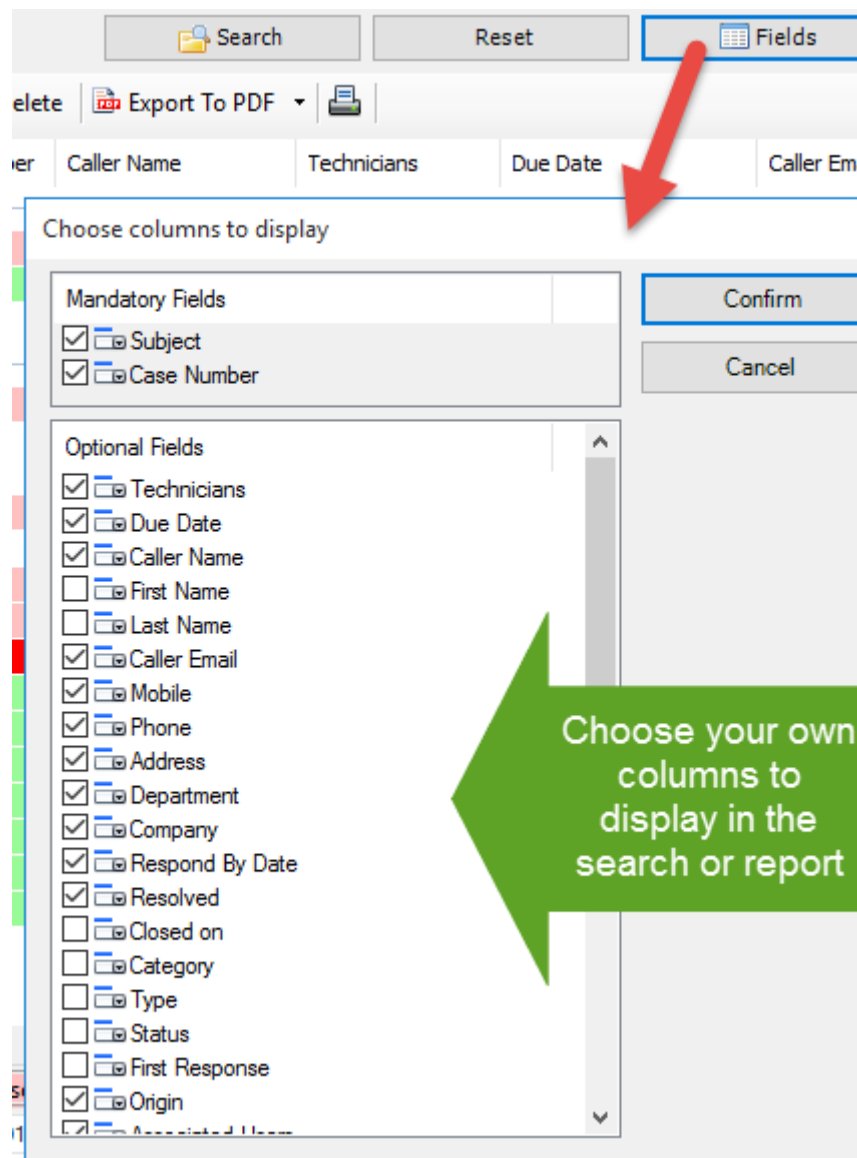 Search
Reset
Fields
elete
Export To PDF
er
Caller Name
Technicians
Due Date
Caller Em
Choose columns to display
Mandatory Fields
Confirm
Subject
Case Number
Cancel
Optional Fields
Technicians
Due Date
Caller Name
First Name
Last Name
Caller Email
Mobile
Phone
Address
Department
Company
Respond By Date
Resolved
Closed on
Category
Type
Status
First Response
Origin
Choose your own
columns to
display in the
search or report